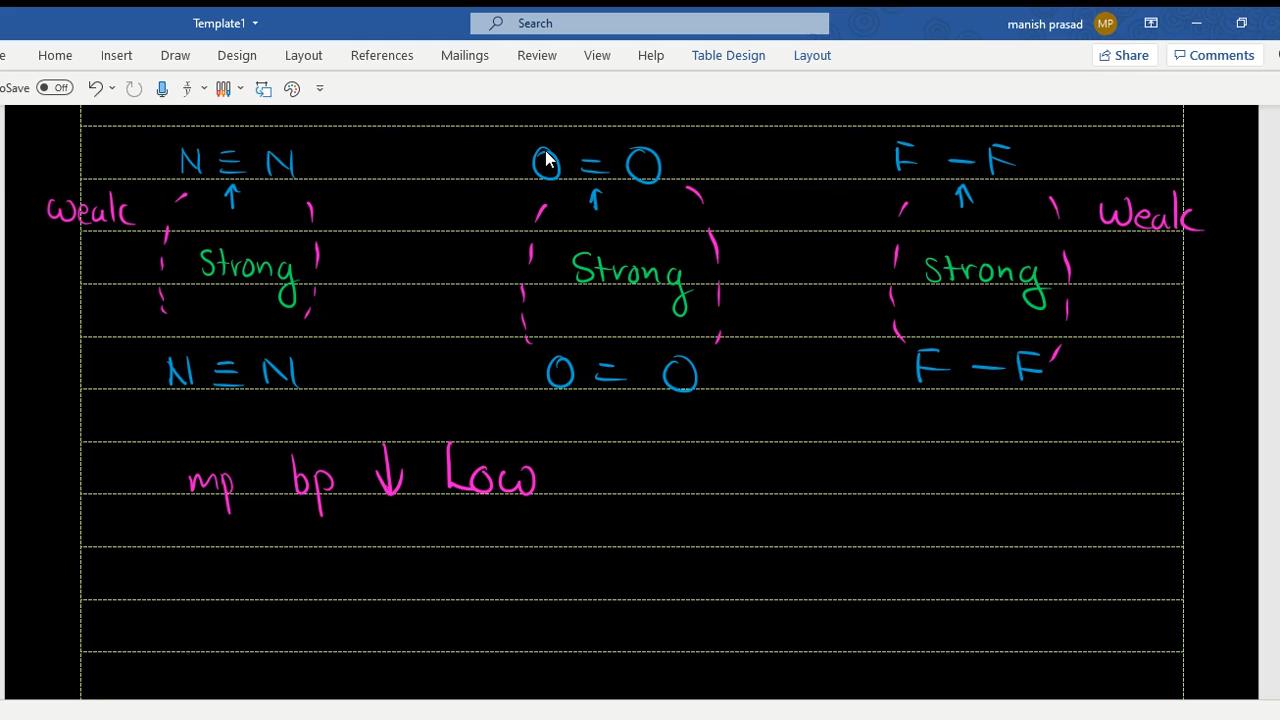 Template1
Search
manish prasad MP
e Home Insert Draw Design Layout References Mailings Review View Help Table Design Layout Share Comments
oSave Off
N ≡ N O = O F − F
Weak Weak
Strong Strong Strong
N ≡ N O = O F − F
mp bp ↓ Low